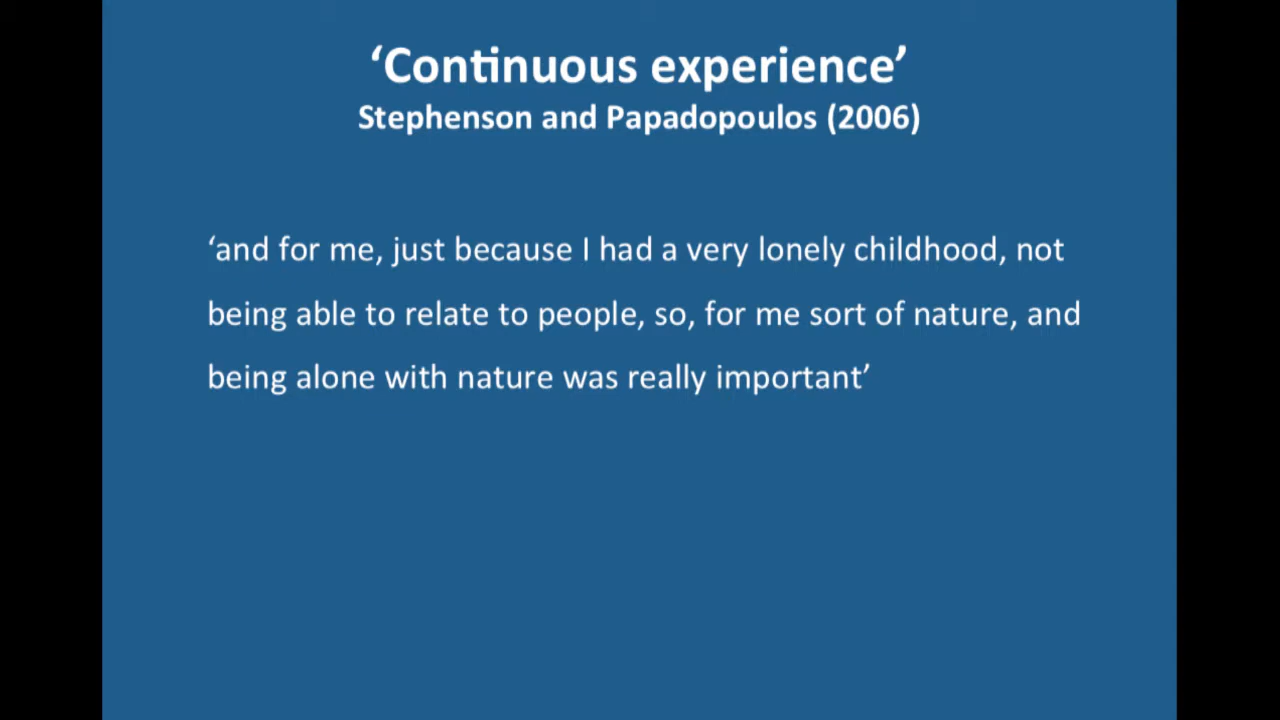 ‘Continuous experience’
Stephenson and Papadopoulos (2006)
‘and for me, just because I had a very lonely childhood, not
being able to relate to people, so, for me sort of nature, and
being alone with nature was really important’